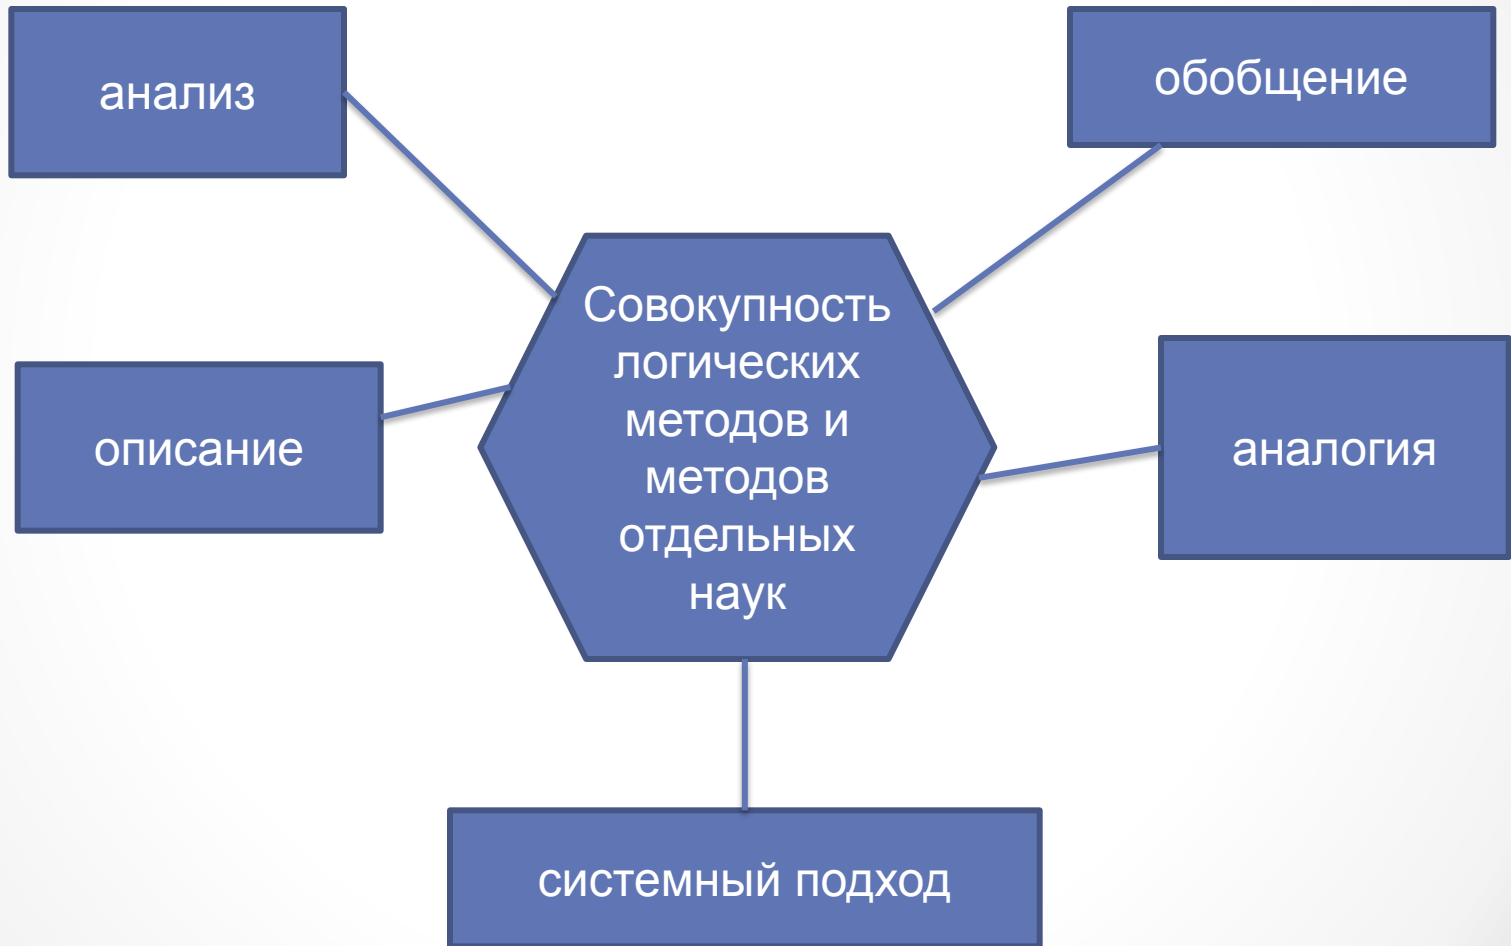 анализ
обобщение
Совокупность
логических
методов и
методов
отдельных
наук
описание
аналогия
системный подход